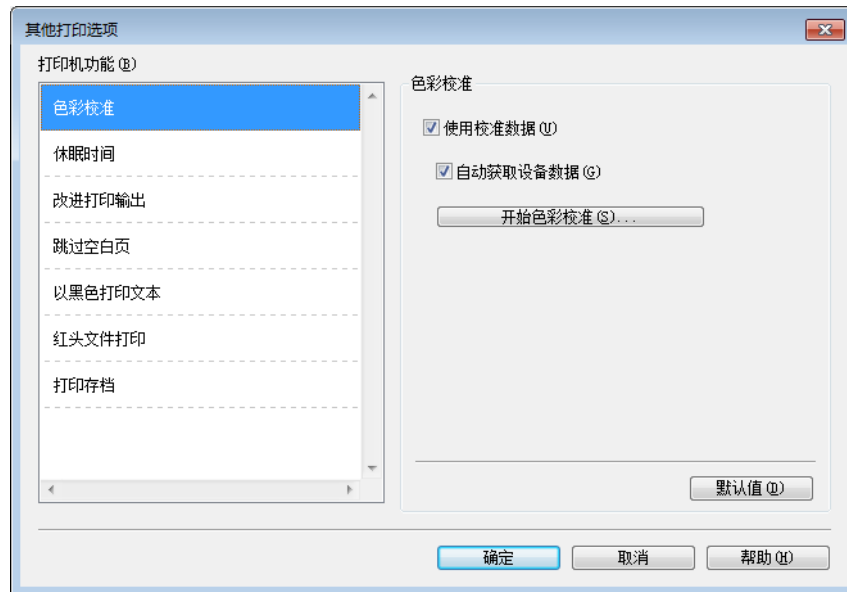 其他打印选项
打印机功能(B)
色彩校准
休眠时间
改进打印输出
跳过空白页
以黑色打印文本
红头文件打印
打印存档
色彩校准
使用校准数据(U)
自动获取设备数据(G)
开始色彩校准(S)...
默认值(D)
确定
取消
帮助(H)